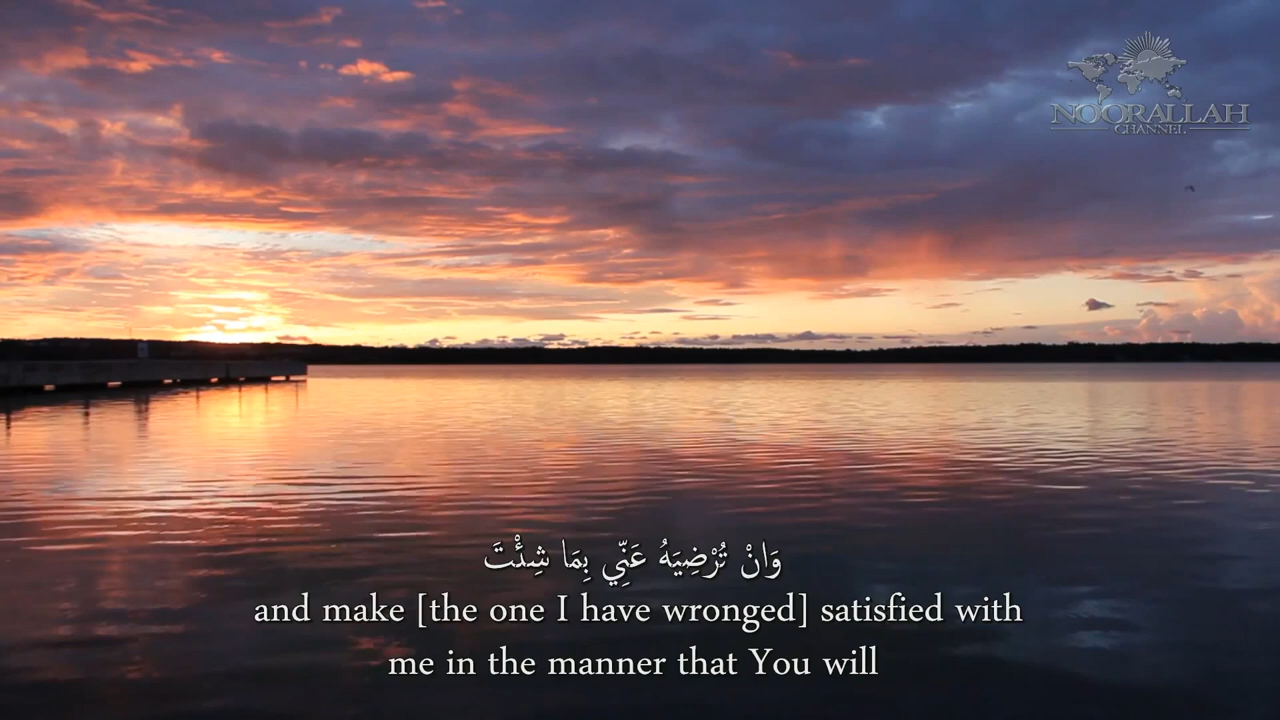 NOORALLAH
CHANNEL
وَانْ تُرْضِيَهُ عَنِّي بِمَا شِئْتَ
and make [the one I have wronged] satisfied with
me in the manner that You will